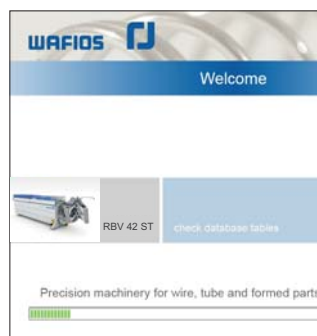 WAFIOS
Welcome
RBV 42 ST
check database tables
Precision machinery for wire, tube and formed parts